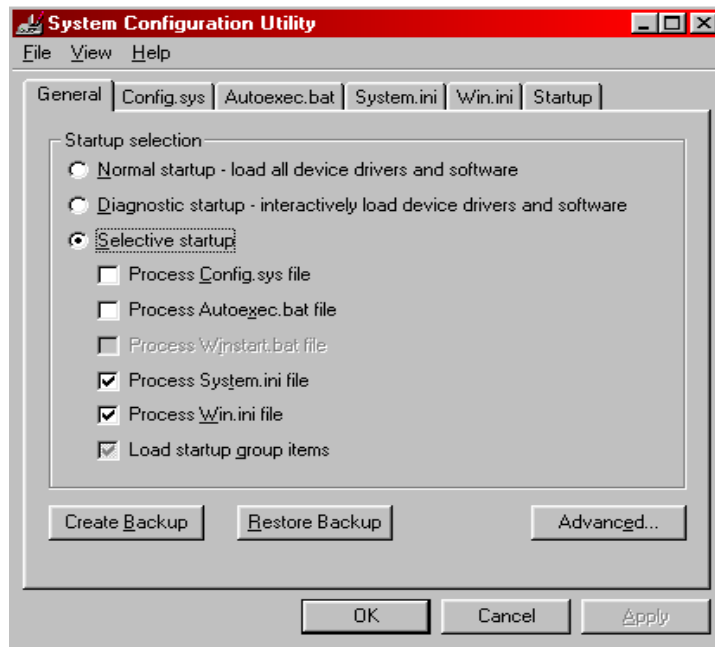 System Configuration Utility
File View Help
General Config.sys Autoexec.bat System.ini Win.ini Startup
Startup selection
Normal startup - load all device drivers and software
Diagnostic startup - interactively load device drivers and software
Selective startup
Process Config.sys file
Process Autoexec.bat file
Process Winstart.bat file
Process System.ini file
Process Win.ini file
Load startup group items
Create Backup Restore Backup Advanced...
OK Cancel Apply